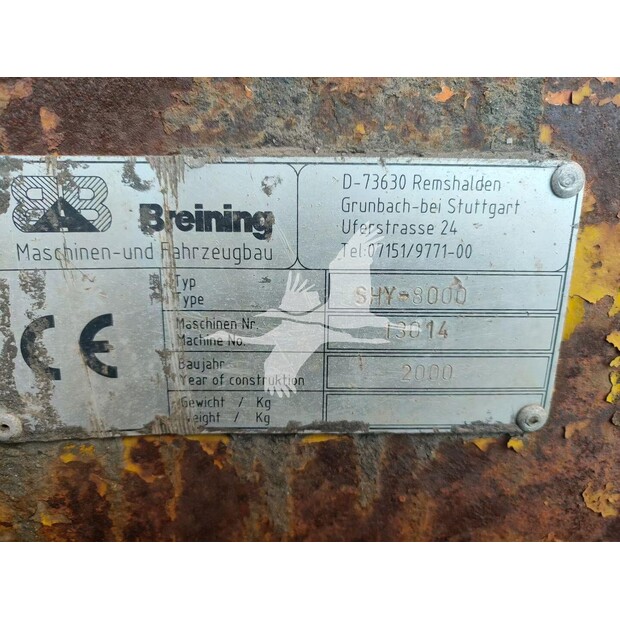 BB Breining
Maschinen-und Fahrzeugbau
D-73630 Remshalden
Grunbach-bei Stuttgart
Uferstrasse 24
Tel:07151/9771-00
CE
Typ
Type
SHY-8000
Maschinen Nr.
Machine No.
13014
Baujahr
Year of construktion
2000
Gewicht / Kg
Weight / Kg